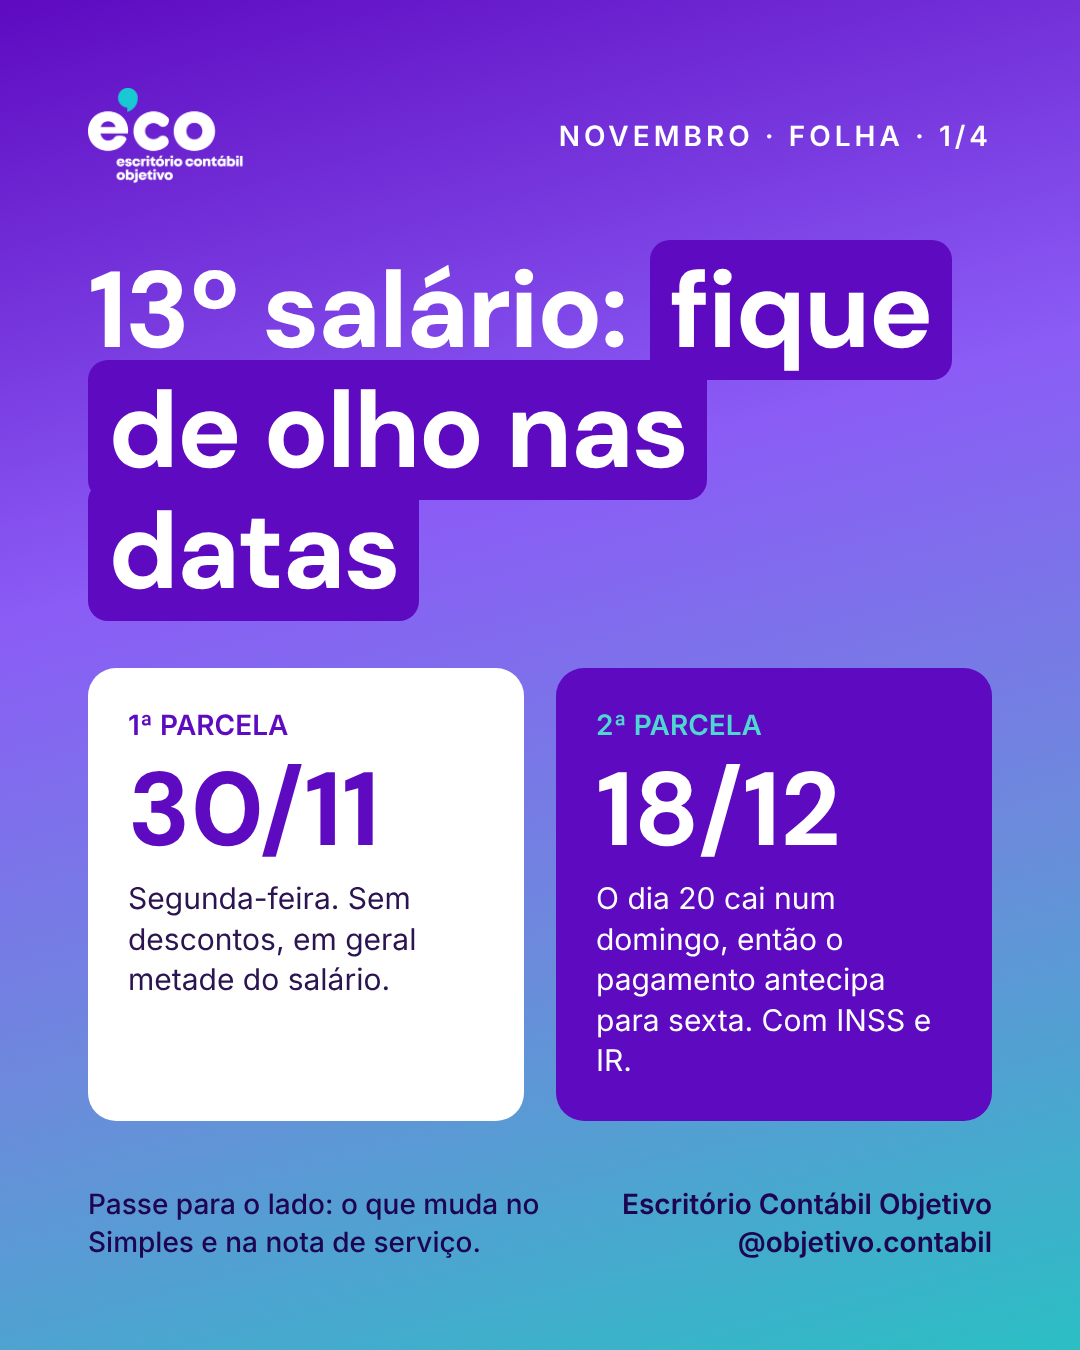 eco
escritório contábil
objetivo
NOVEMBRO · FOLHA · 1/4
13º salário: fique
de olho nas
datas
1ª PARCELA
30/11
Segunda-feira. Sem
descontos, em geral
metade do salário.
2ª PARCELA
18/12
O dia 20 cai num
domingo, então o
pagamento antecipa
para sexta. Com INSS e
IR.
Passe para o lado: o que muda no
Simples e na nota de serviço.
Escritório Contábil Objetivo
@objetivo.contabil